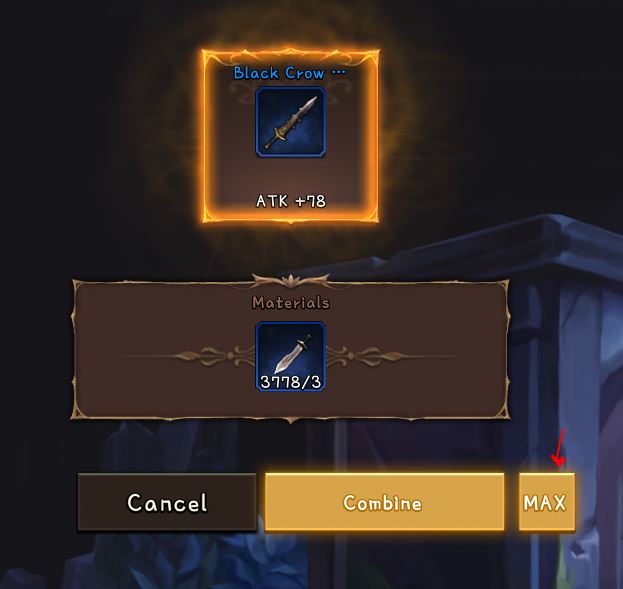 Black Crow ···
ATK +78
Materials
3778/3
Cancel
Combine
MAX